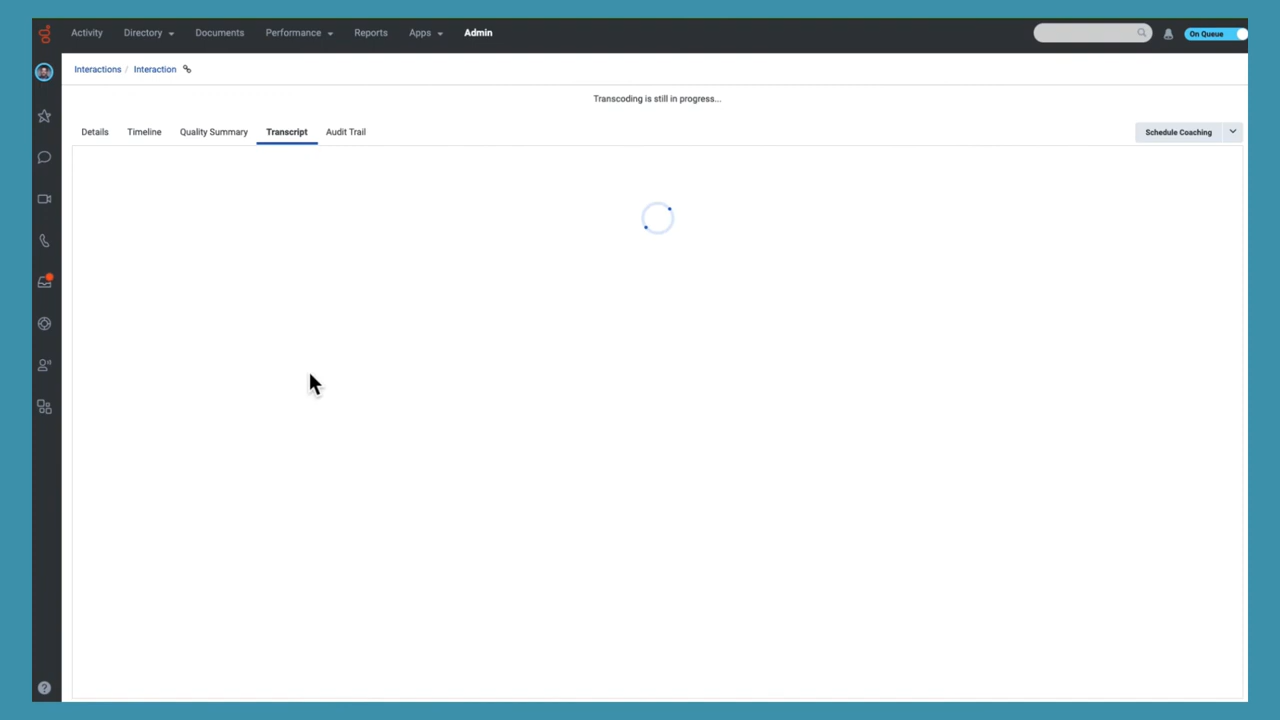 Activity Directory Documents Performance Reports Apps Admin On Queue
Interactions / Interaction
Transcoding is still in progress...
Details Timeline Quality Summary Transcript Audit Trail Schedule Coaching